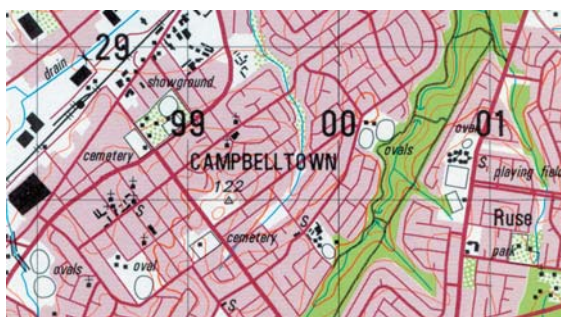 29
drain
showground
99
00
01
oval
cemetery
CAMPBELLTOWN
ovals
S
122
playing field
S
Ruse
cemetery
park
ovals
oval
S